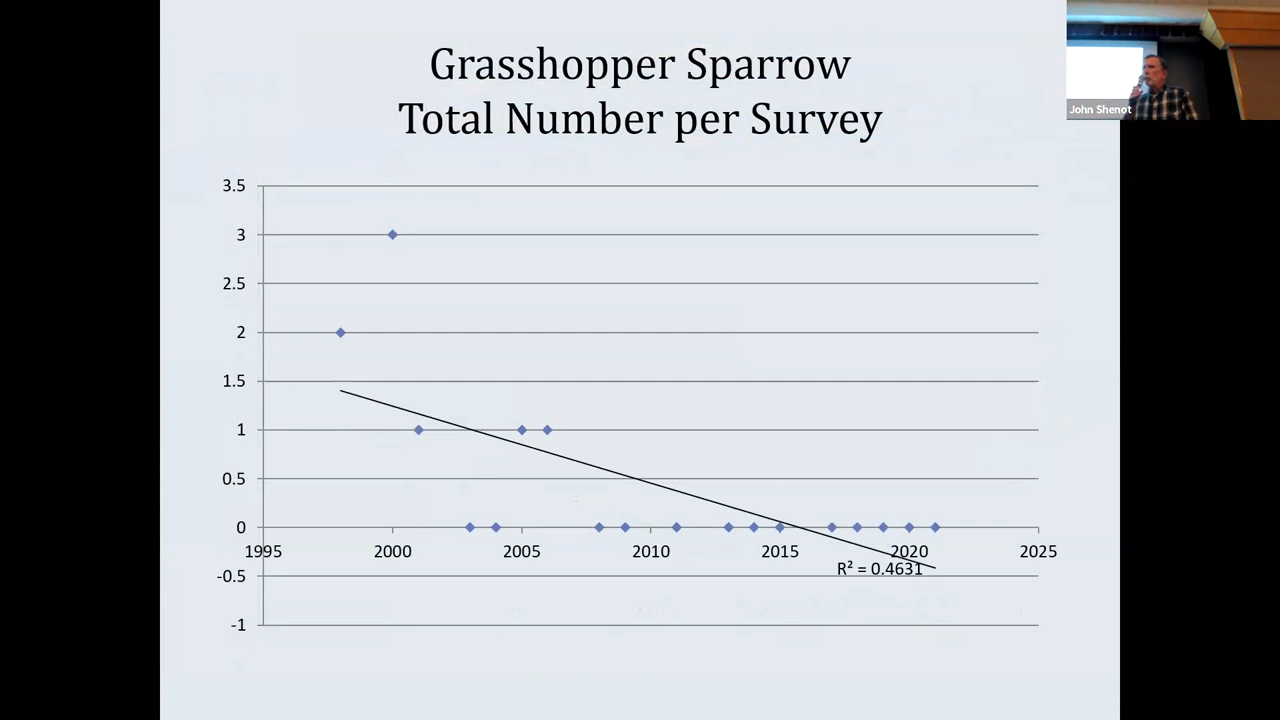 Grasshopper Sparrow
Total Number per Survey
John Shenot
3.5
3
2.5
2
1.5
1
0.5
0
1995 2000 2005 2010 2015 2020 2025
R² = 0.4631
-0.5
-1